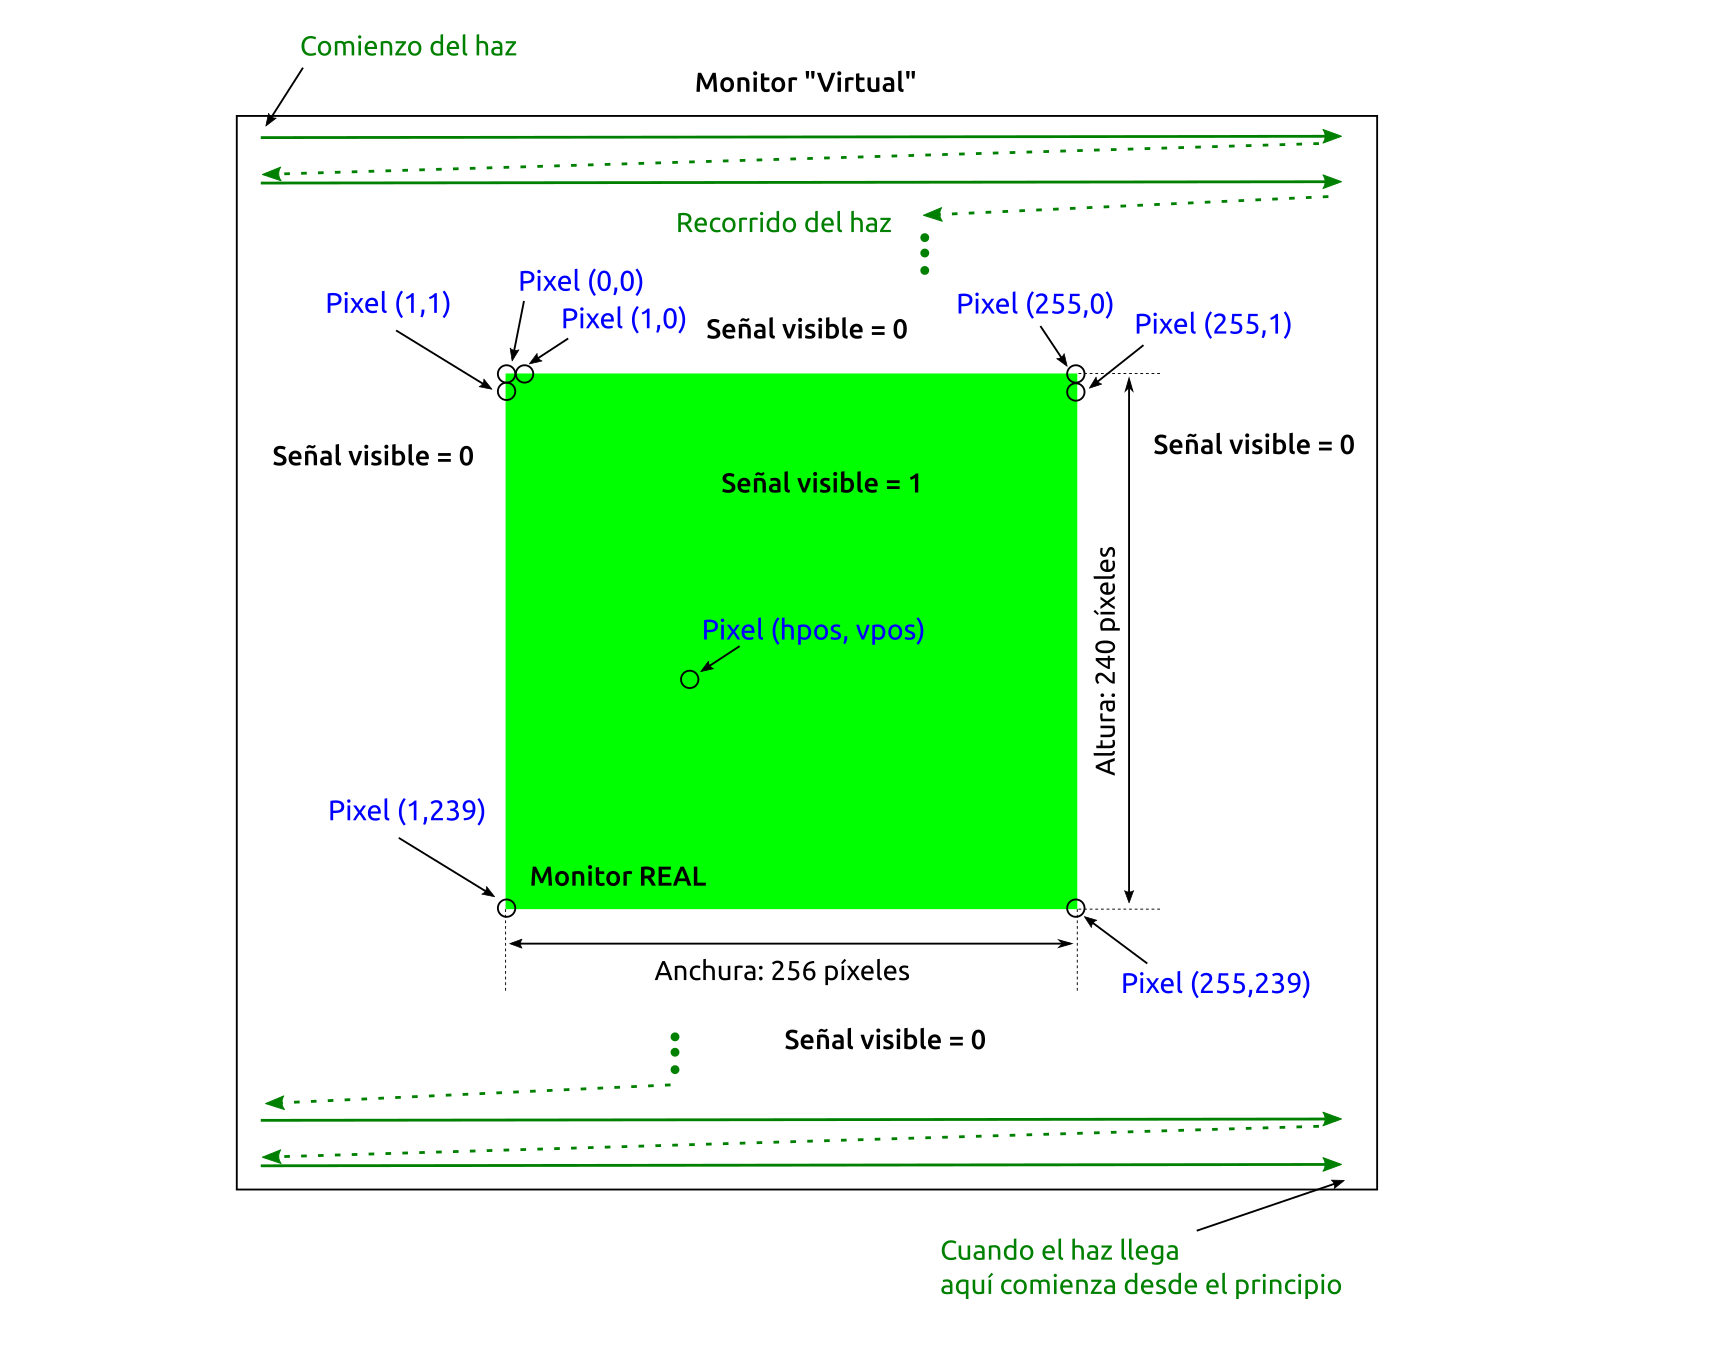 Comienzo del haz
Monitor "Virtual"
Recorrido del haz
Pixel (0,0)
Pixel (1,1)
Pixel (1,0)
Señal visible = 0
Pixel (255,0)
Pixel (255,1)
Señal visible = 0
Señal visible = 0
Señal visible = 1
Altura: 240 píxeles
Pixel (hpos, vpos)
Pixel (1,239)
Monitor REAL
Anchura: 256 píxeles
Pixel (255,239)
Señal visible = 0
Cuando el haz llega
aquí comienza desde el principio